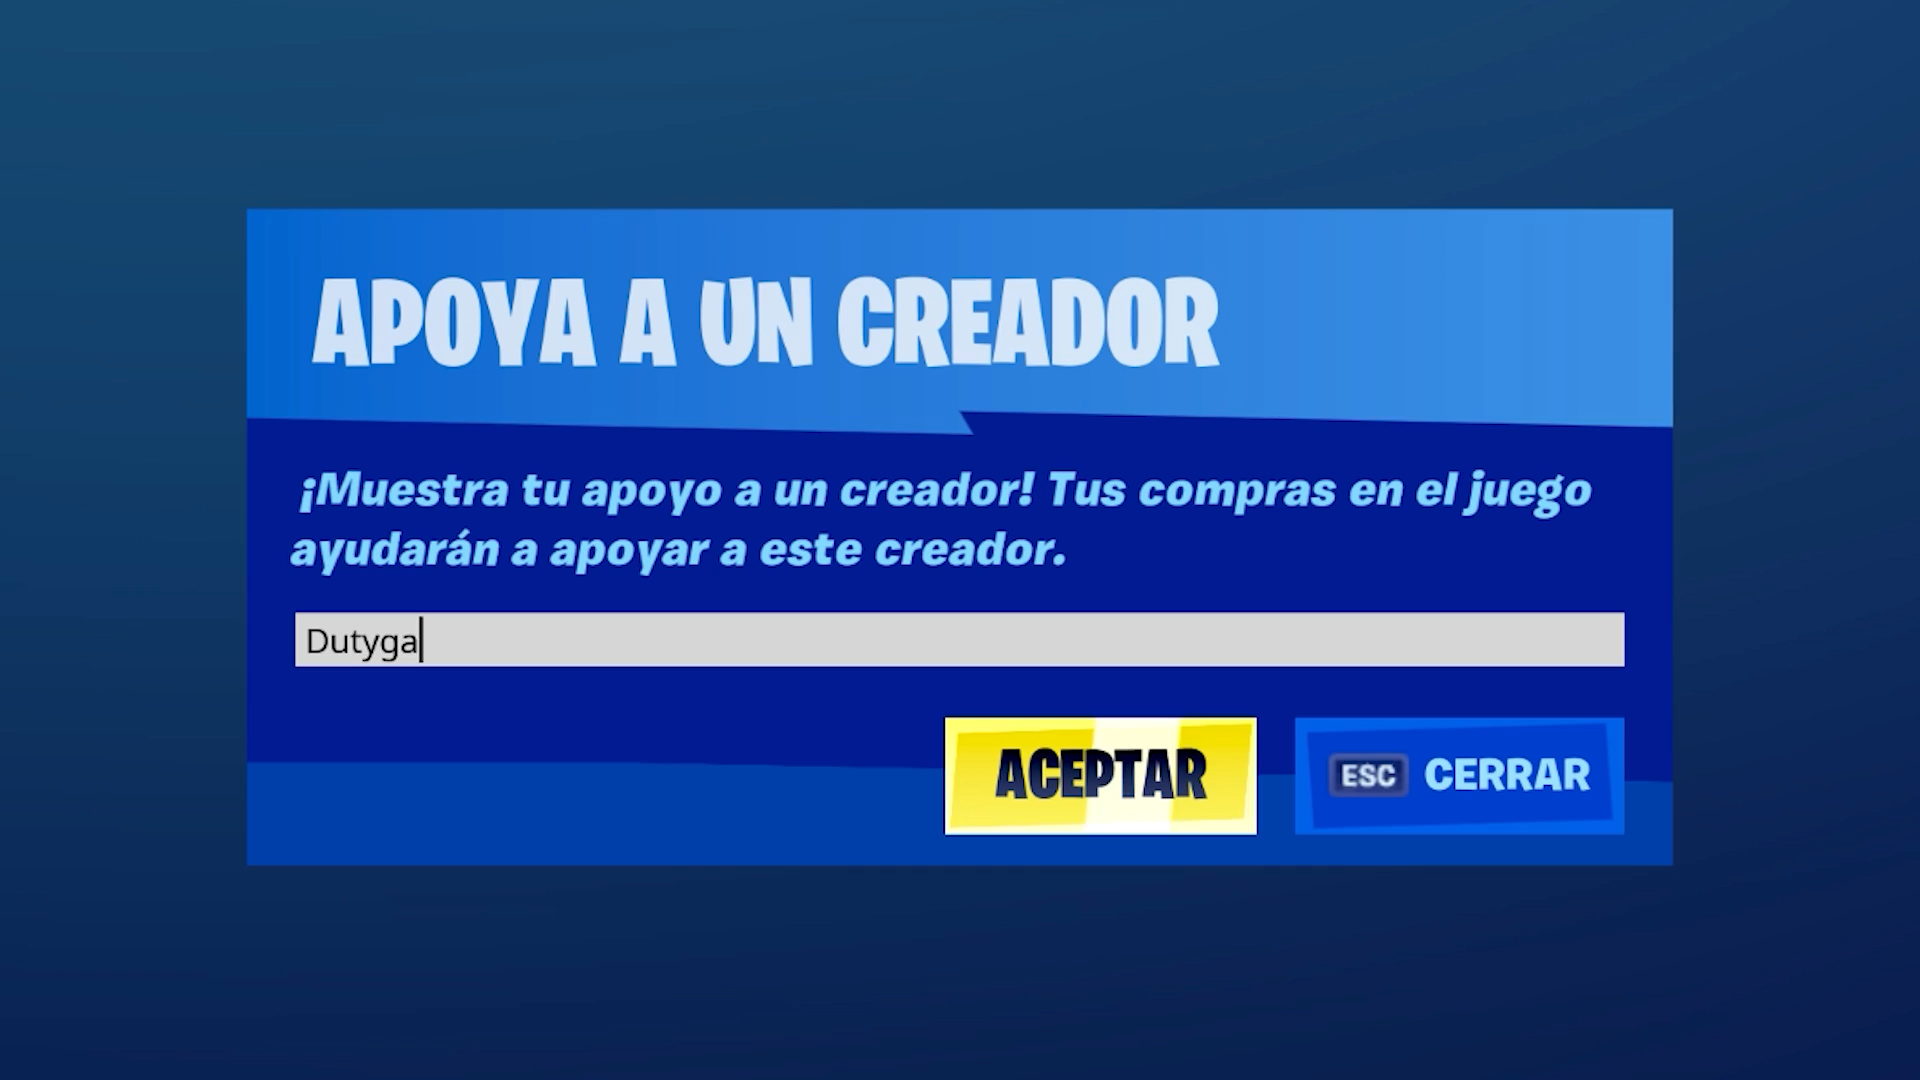 APOYA A UN CREADOR
¡Muestra tu apoyo a un creador! Tus compras en el juego
ayudarán a apoyar a este creador.
Dutyga
ACEPTAR
ESC CERRAR